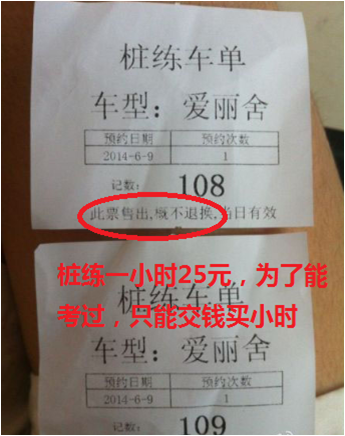 桩练车单
车型：爱丽舍
预约日期 预约次数
2014-6-9 1
记数： 108
此票售出,概不退换,当日有效
桩练一小时25元，为了能
考过，只能交钱买小时
桩练车单
车型：爱丽舍
预约日期 预约次数
2014-6-9 1
记数： 109